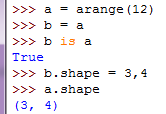 >>> a = arange(12)
>>> b = a
>>> b is a
True
>>> b.shape = 3,4
>>> a.shape
(3, 4)